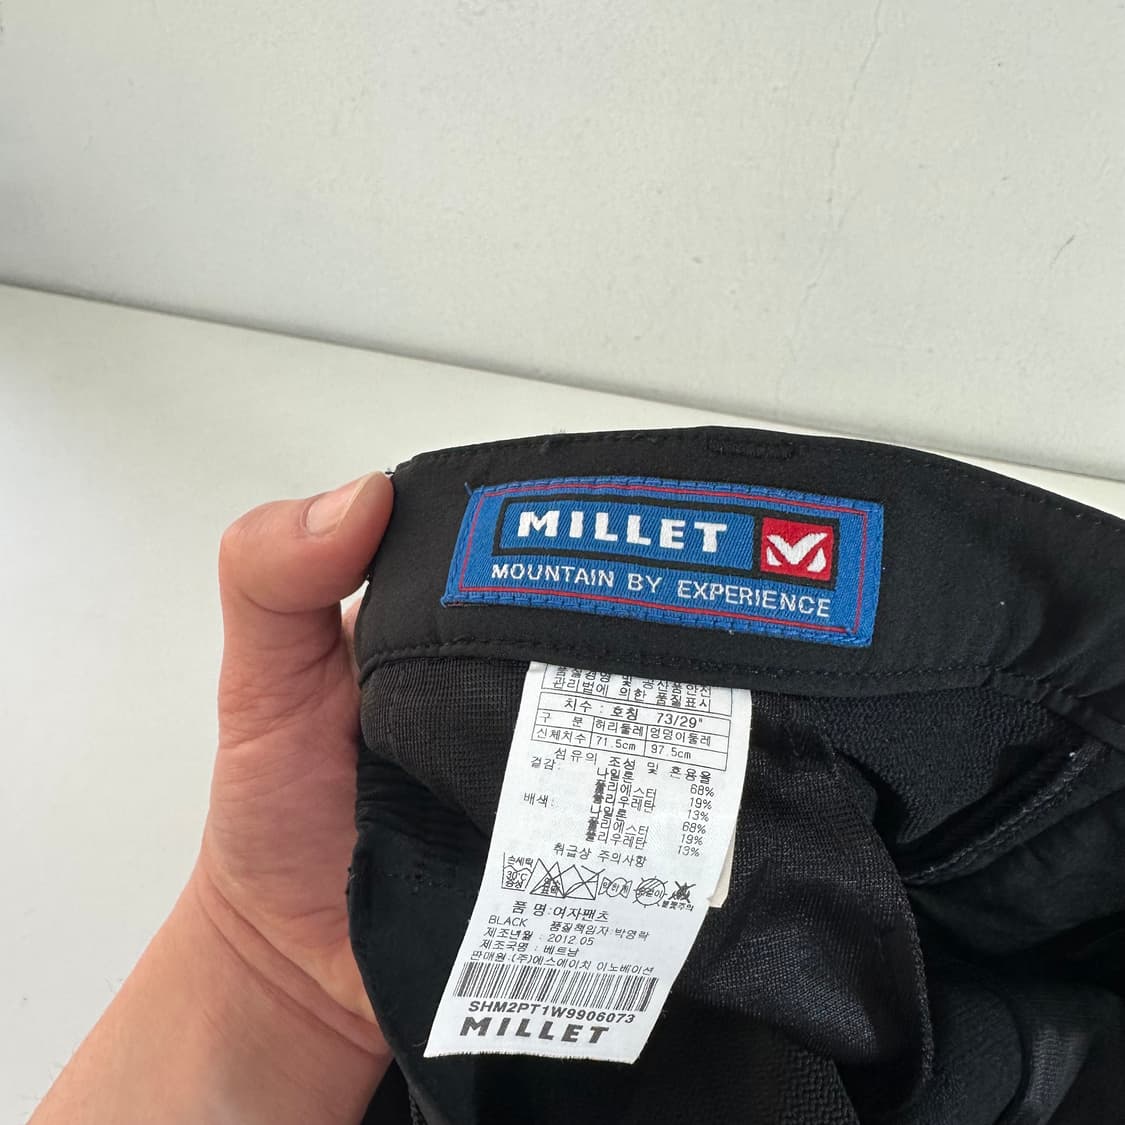 MILLET
MOUNTAIN BY EXPERIENCE
관리법에 의한 품질표시
치수 : 호칭 73/29"
구 분 허리둘레 엉덩이둘레
신체치수 71.5cm 97.5cm
섬유의 조성 및 혼용율
겉감: 나일론 68%
폴리에스터 19%
폴리우레탄 13%
배색: 나일론 68%
폴리에스터 19%
폴리우레탄 13%
취급상 주의사항
손세탁
30℃
중성
품 명:여자팬츠
BLACK 품질책임자:박영락
제조년월 : 2012.05
제조국명 : 베트남
판매원 :(주)에스에이치 이노베이션
SHM2PT1W9906073
MILLET